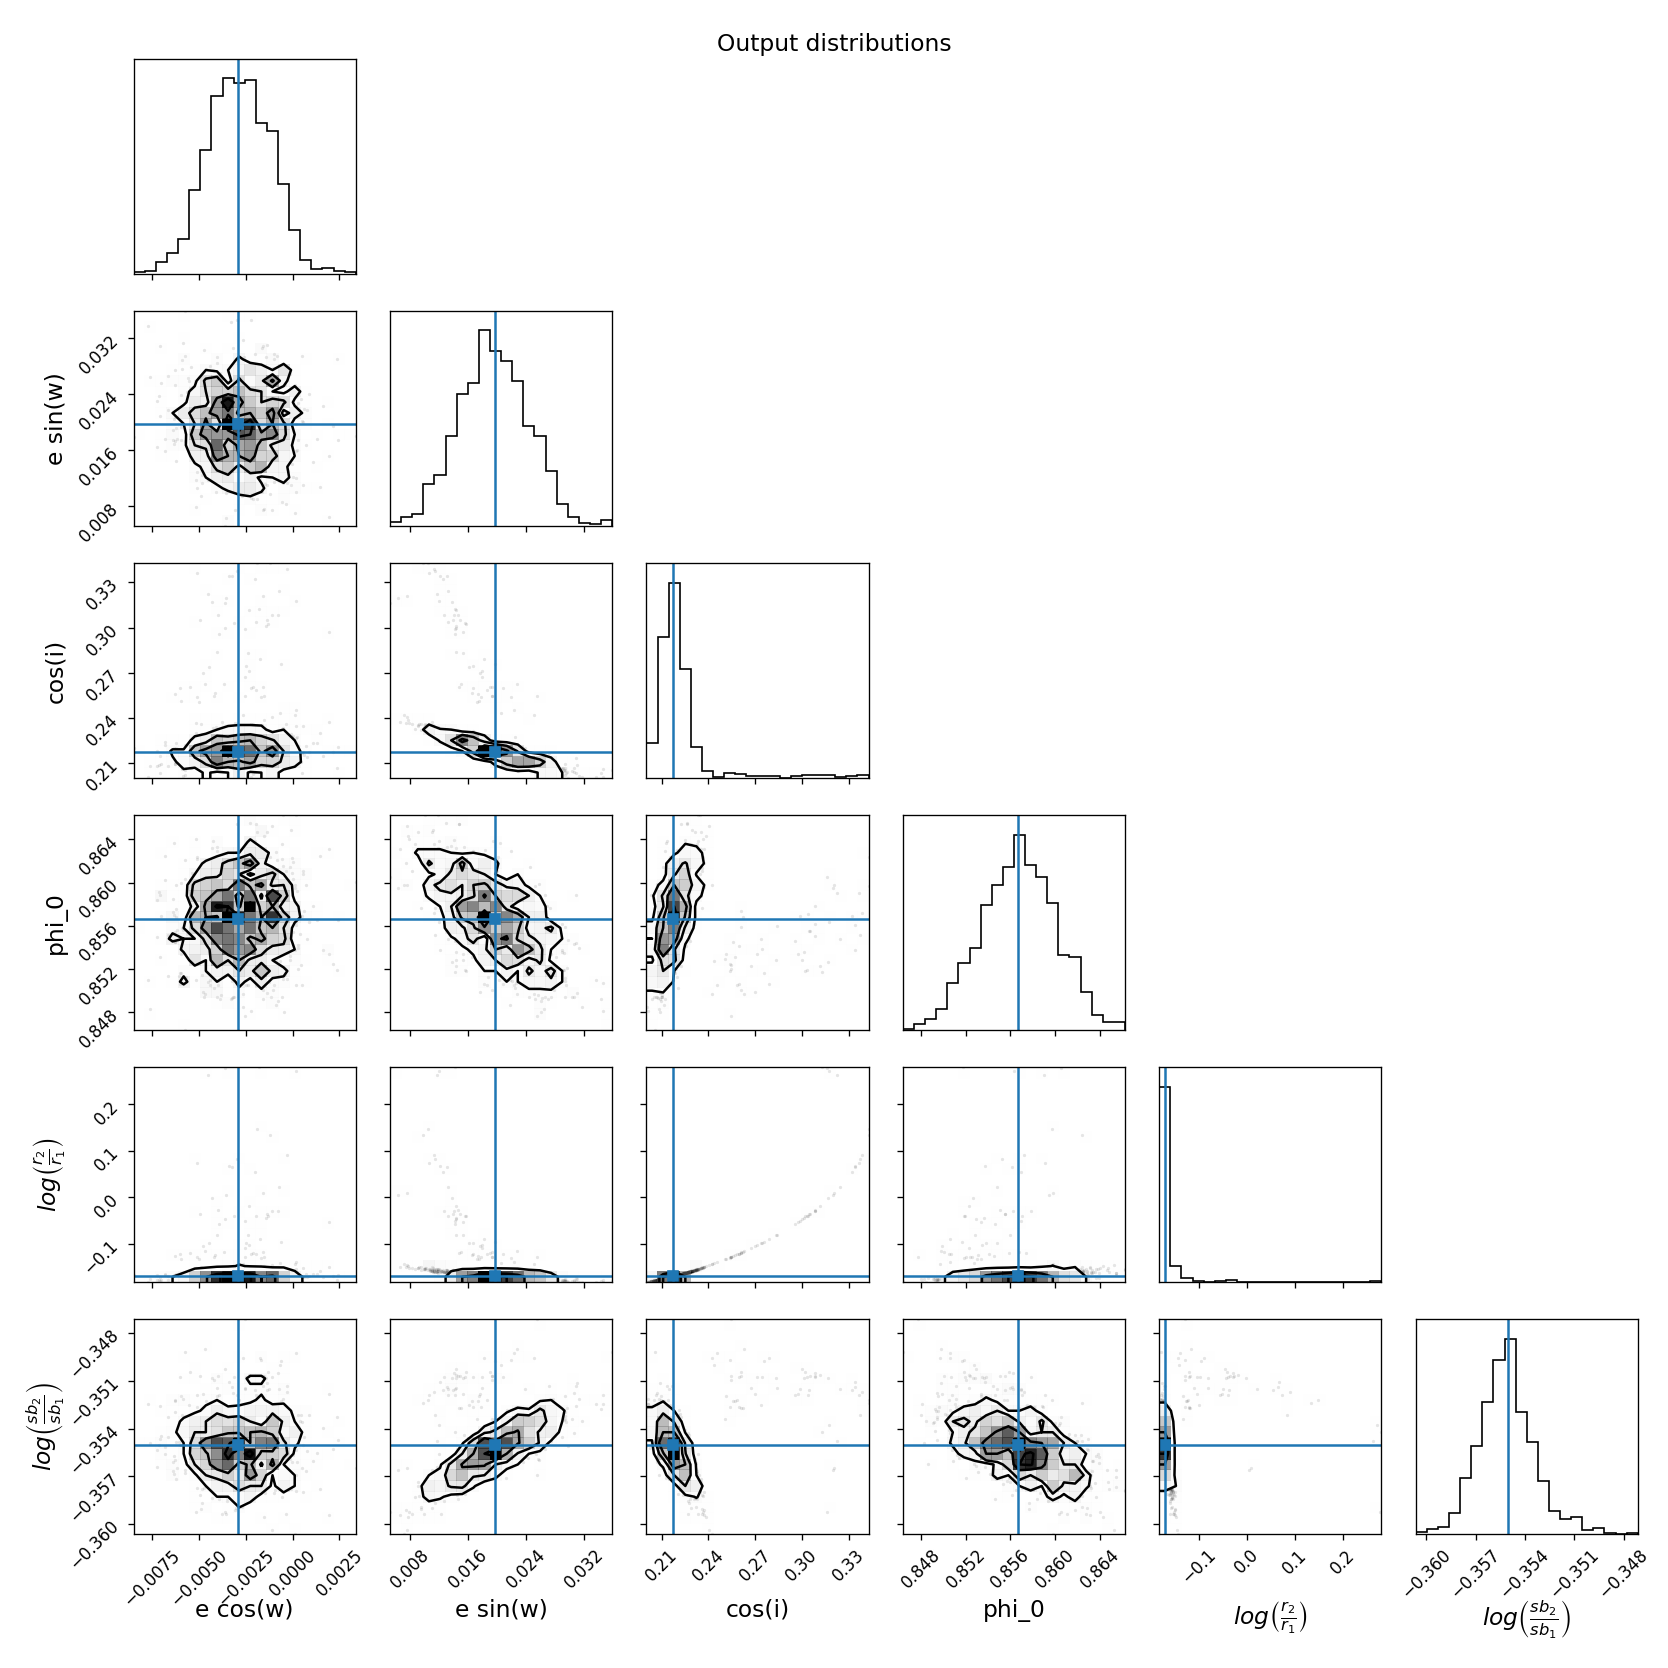 Output distributions
e sin(w)
0.032
0.024
0.016
0.008
cos(i)
0.33
0.30
0.27
0.24
0.21
phi_0
0.864
0.860
0.856
0.852
0.848
log(r₂/r₁)
0.2
0.1
0.0
−0.1
log(sb₂/sb₁)
−0.348
−0.351
−0.354
−0.357
−0.360
−0.0075 −0.0050 −0.0025 0.0000 0.0025
0.008 0.016 0.024 0.032
0.21 0.24 0.27 0.30 0.33
0.848 0.852 0.856 0.860 0.864
−0.1 0.0 0.1 0.2
−0.360 −0.357 −0.354 −0.351 −0.348
e cos(w)
e sin(w)
cos(i)
phi_0
log(r₂/r₁)
log(sb₂/sb₁)